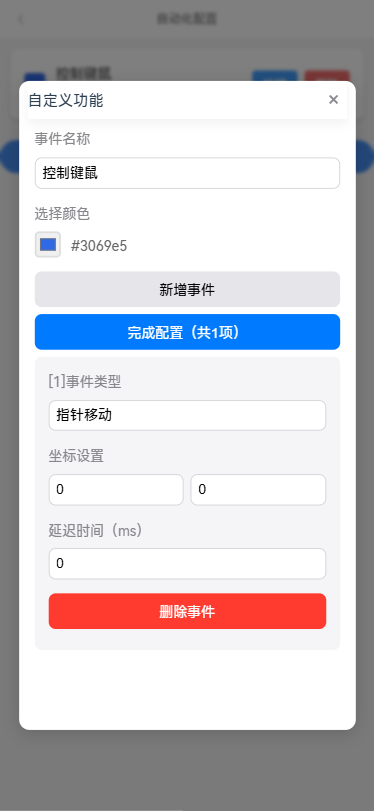 自动化配置
控制键鼠
自定义功能
×
事件名称
控制键鼠
选择颜色
#3069e5
新增事件
完成配置（共1项）
[1]事件类型
指针移动
坐标设置
0 0
延迟时间（ms）
0
删除事件